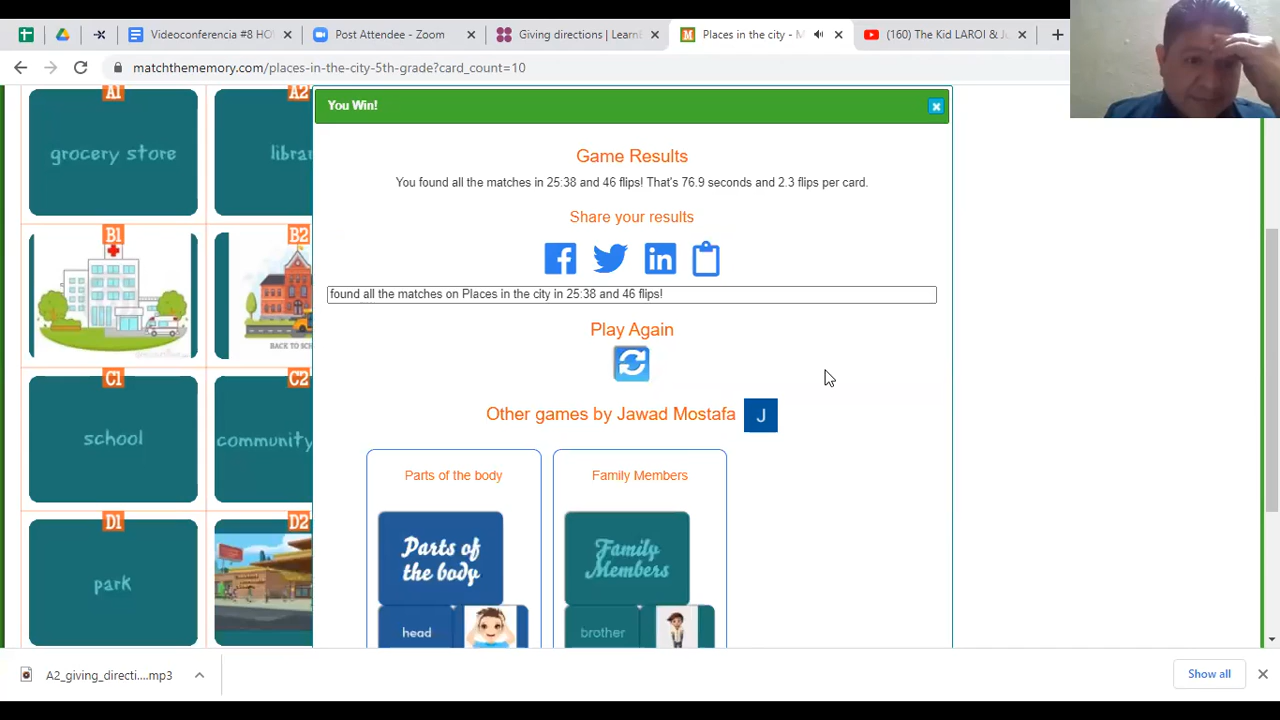 Videoconferencia #8 HO
Post Attendee - Zoom
Giving directions | Learn
Places in the city - M
(160) The Kid LAROI & Ju
matchthememory.com/places-in-the-city-5th-grade?card_count=10
A1
A2
grocery store
B1
B2
BACK TO
C1
C2
school
community
D1
D2
park
You Win!
Game Results
You found all the matches in 25:38 and 46 flips! That's 76.9 seconds and 2.3 flips per card.
Share your results
found all the matches on Places in the city in 25:38 and 46 flips!
Play Again
Other games by Jawad Mostafa J
Parts of the body
Family Members
Parts of
the body
Family
Members
head
brother
A2_giving_directi....mp3
Show all